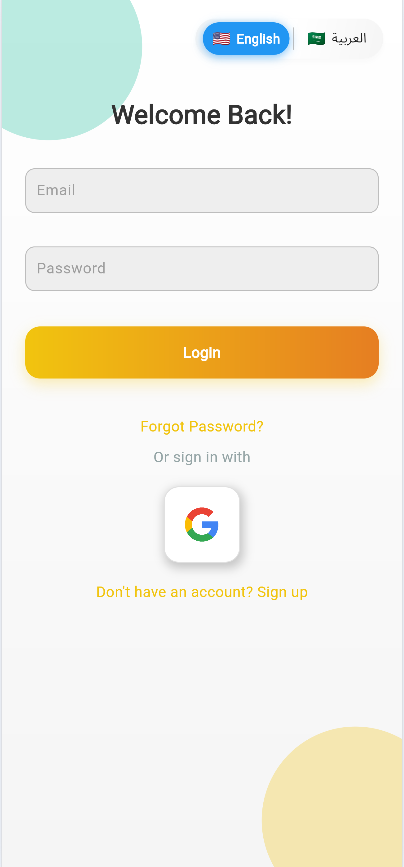 English العربية
Welcome Back!
Email
Password
Login
Forgot Password?
Or sign in with
Don't have an account? Sign up